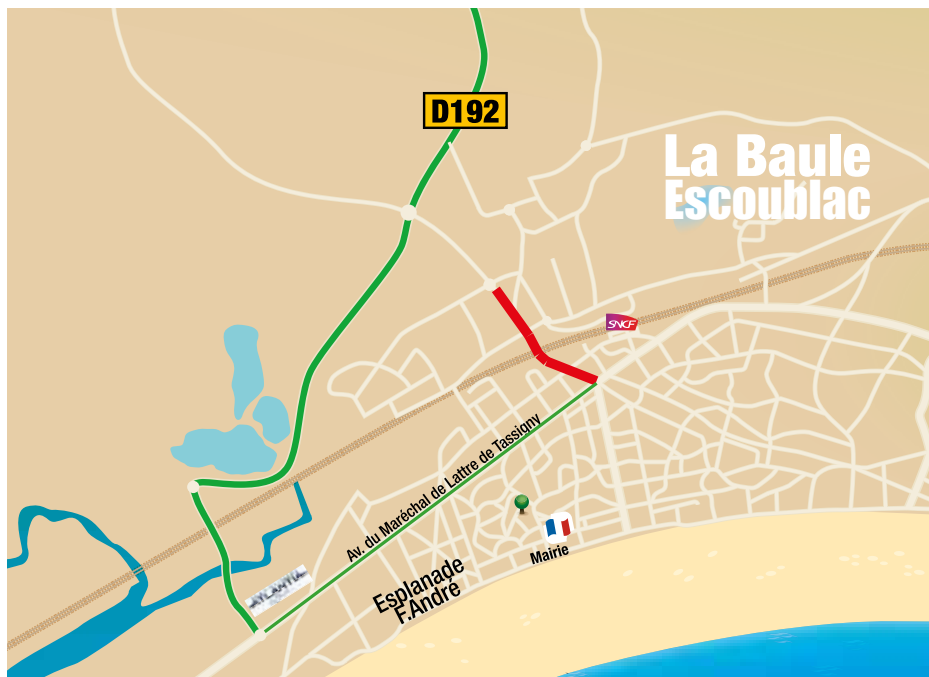 D192
La Baule
Escoublac
SNCF
Av. du Maréchal de Lattre de Tassigny
Mairie
ATLANTIA
Esplanade
F.André